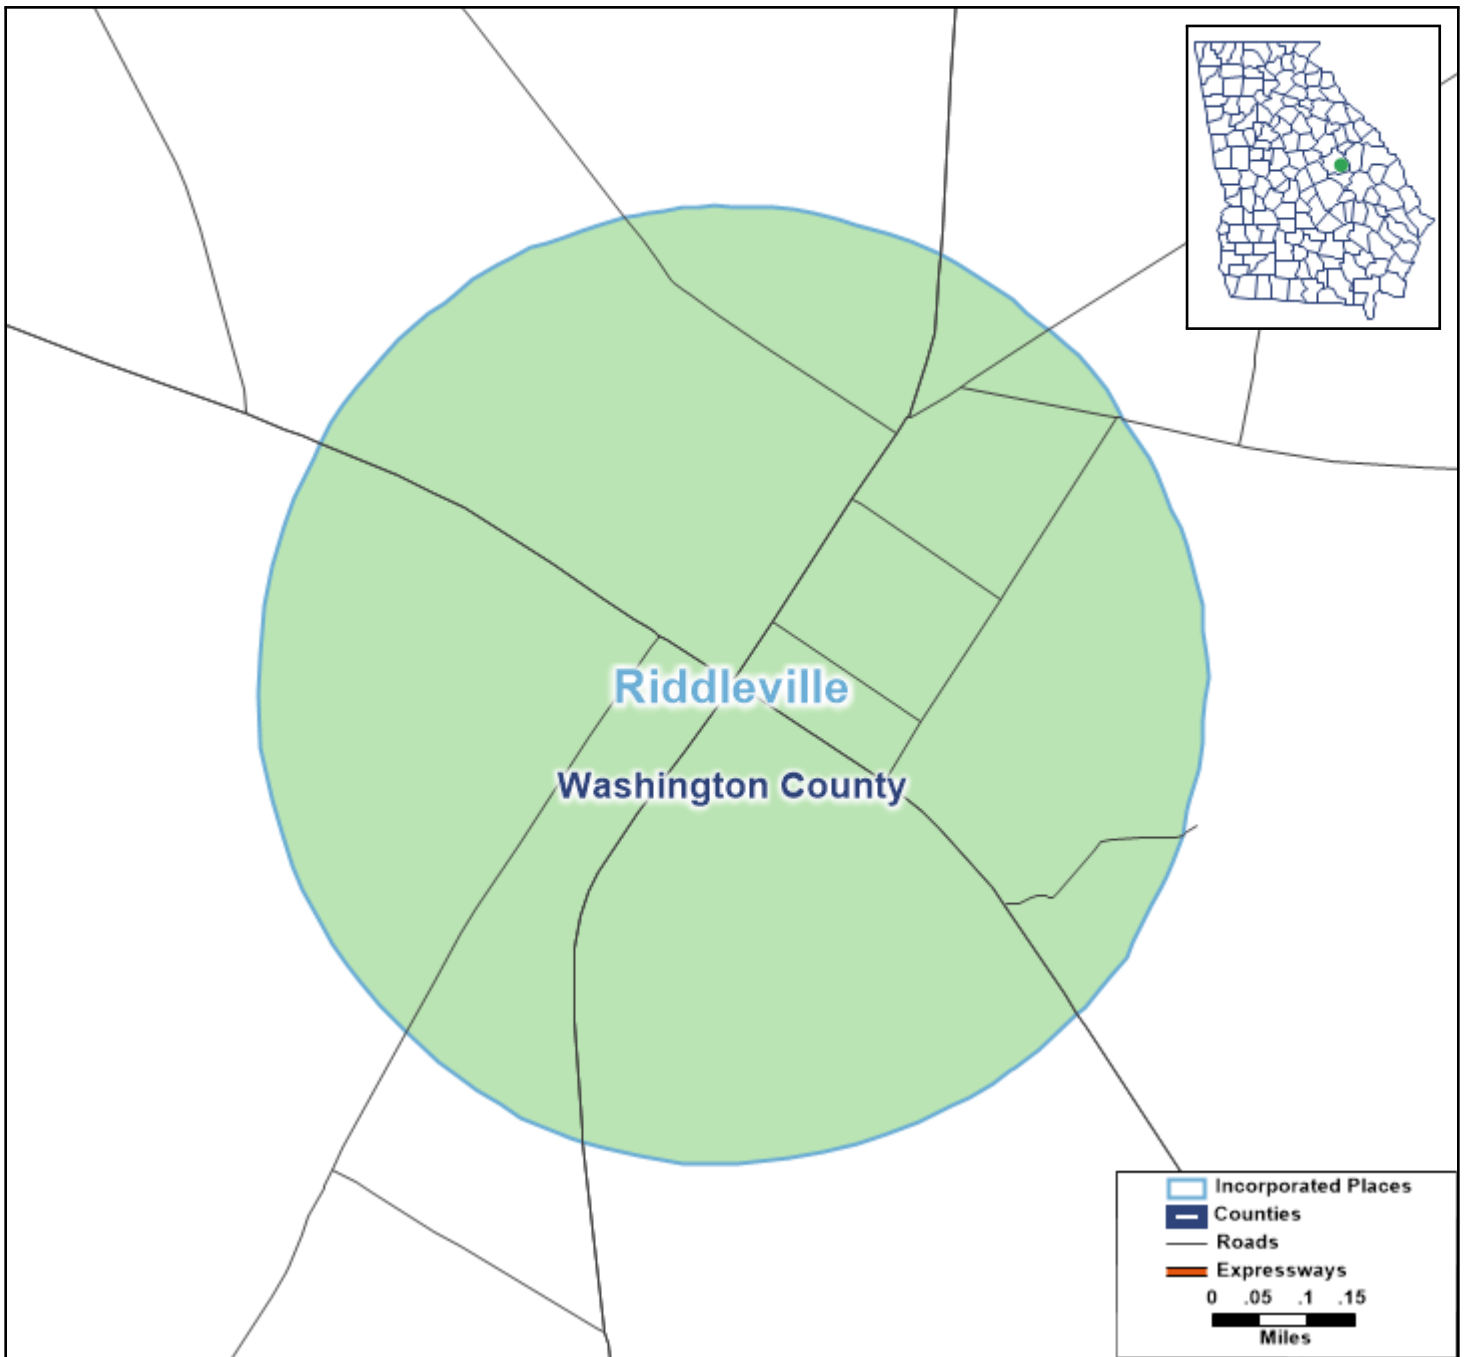 Riddleville
Washington County
Incorporated Places
Counties
Roads
Expressways
0 .05 .1 .15
Miles